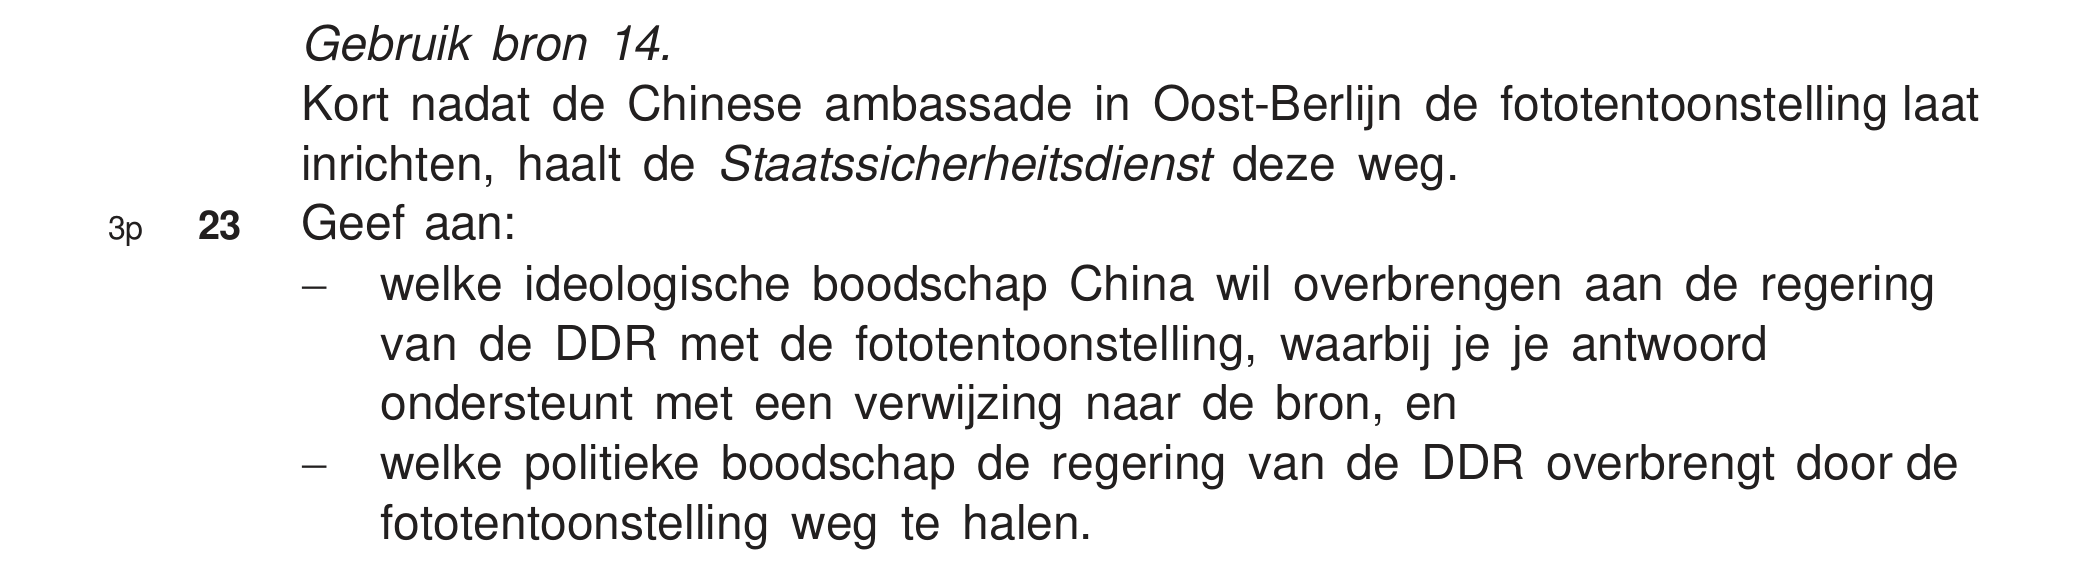 Gebruik bron 14.
Kort nadat de Chinese ambassade in Oost-Berlijn de fototentoonstelling laat
inrichten, haalt de Staatssicherheitsdienst deze weg.
3p 23 Geef aan:
– welke ideologische boodschap China wil overbrengen aan de regering
van de DDR met de fototentoonstelling, waarbij je je antwoord
ondersteunt met een verwijzing naar de bron, en
– welke politieke boodschap de regering van de DDR overbrengt door de
fototentoonstelling weg te halen.